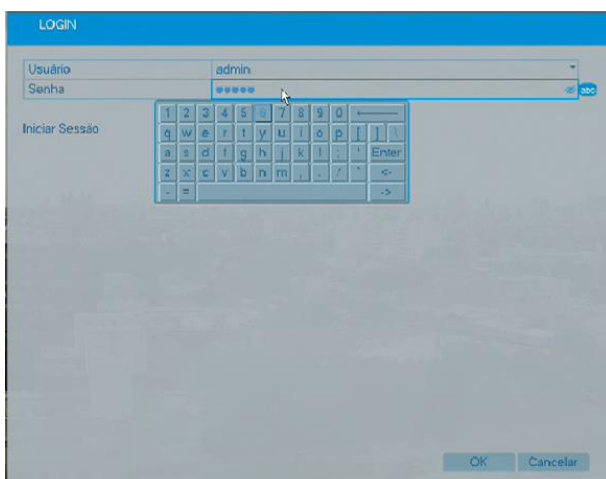 LOGIN
Usuário admin
Senha ●●●●● abc
Iniciar Sessão
1 2 3 4 5 6 7 8 9 0
q w e r t y u i o p [ ] \
a s d f g h j k l ; ' Enter
z x c v b n m , . / ` <-
- = ->
OK Cancelar